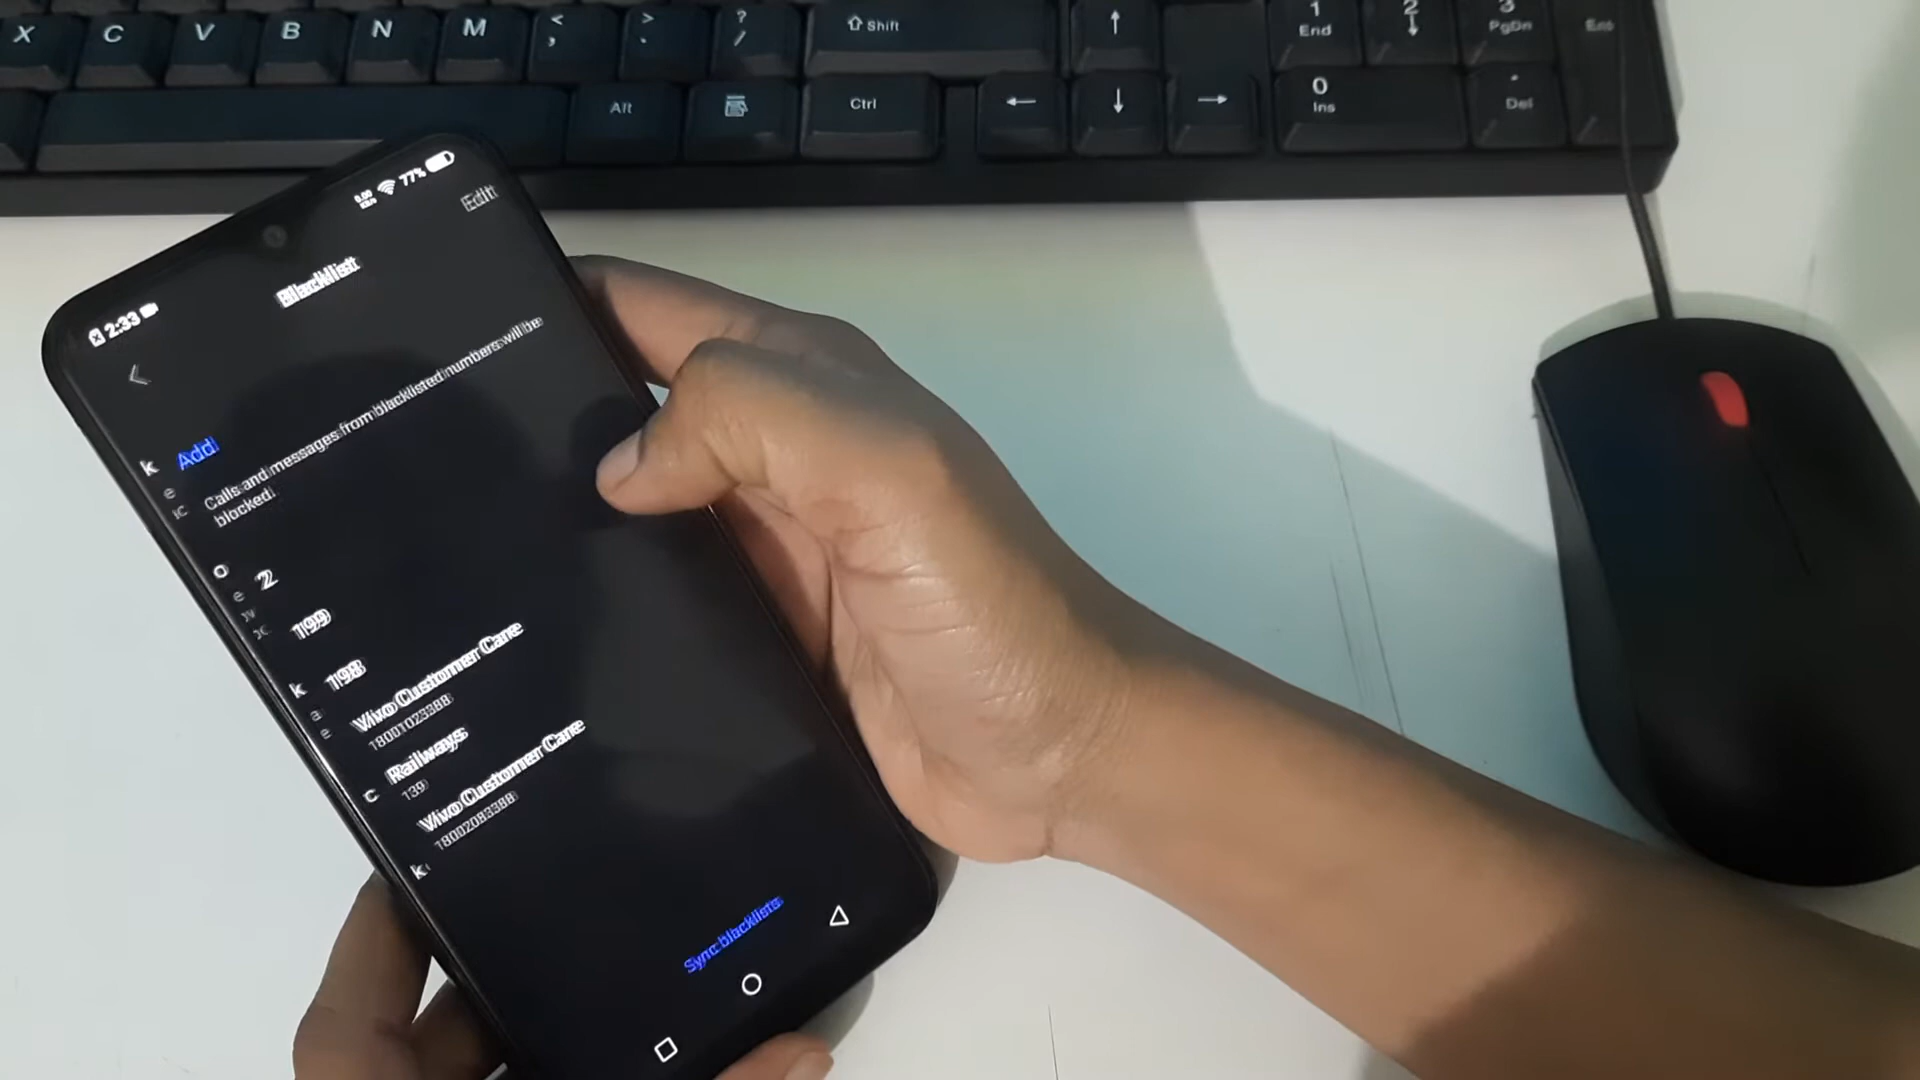 X C V B N M < , > . ? / Shift ↑ 1 End 2 ↓ 3 PgDn
Alt Ctrl ← ↓ → 0 Ins . Del
77%
Edit
2:33
Blacklist
Add
Calls and messages from blacklisted numbers will be
blocked.
2
199
198
Vivo Customer Care
18001023388
Railways
139
Vivo Customer Care
18002083388
Sync blacklists